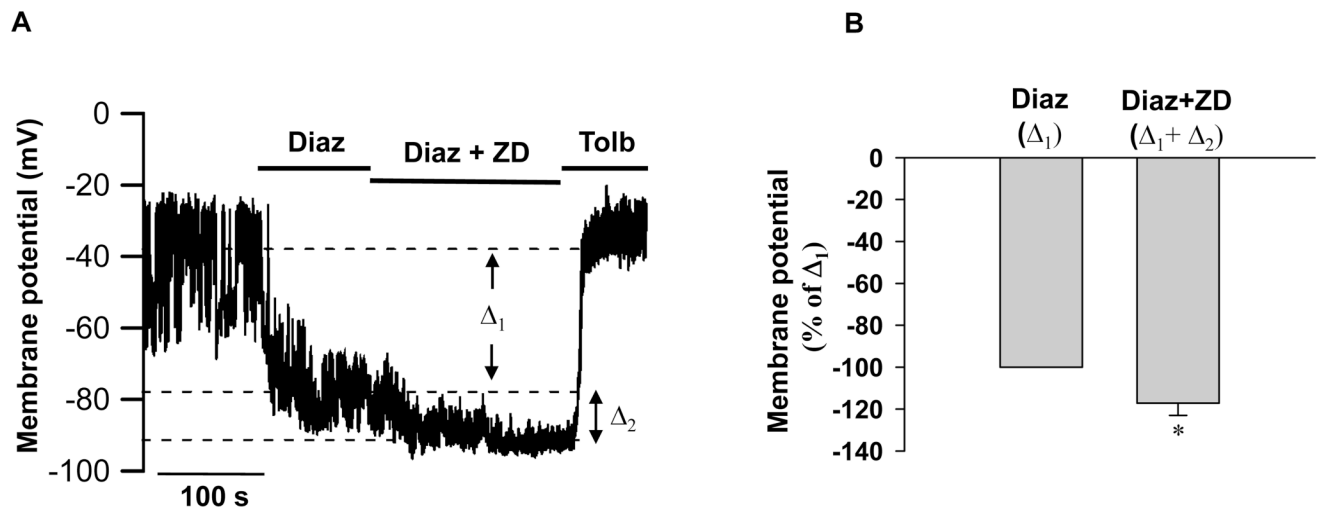 A
Membrane potential (mV)
0
-20
-40
-60
-80
-100
Diaz
Diaz + ZD
Tolb
Δ1
Δ2
100 s
B
Diaz
(Δ1)
Diaz+ZD
(Δ1+ Δ2)
Membrane potential
(% of Δ1)
0
-20
-40
-60
-80
-100
-120
-140
*